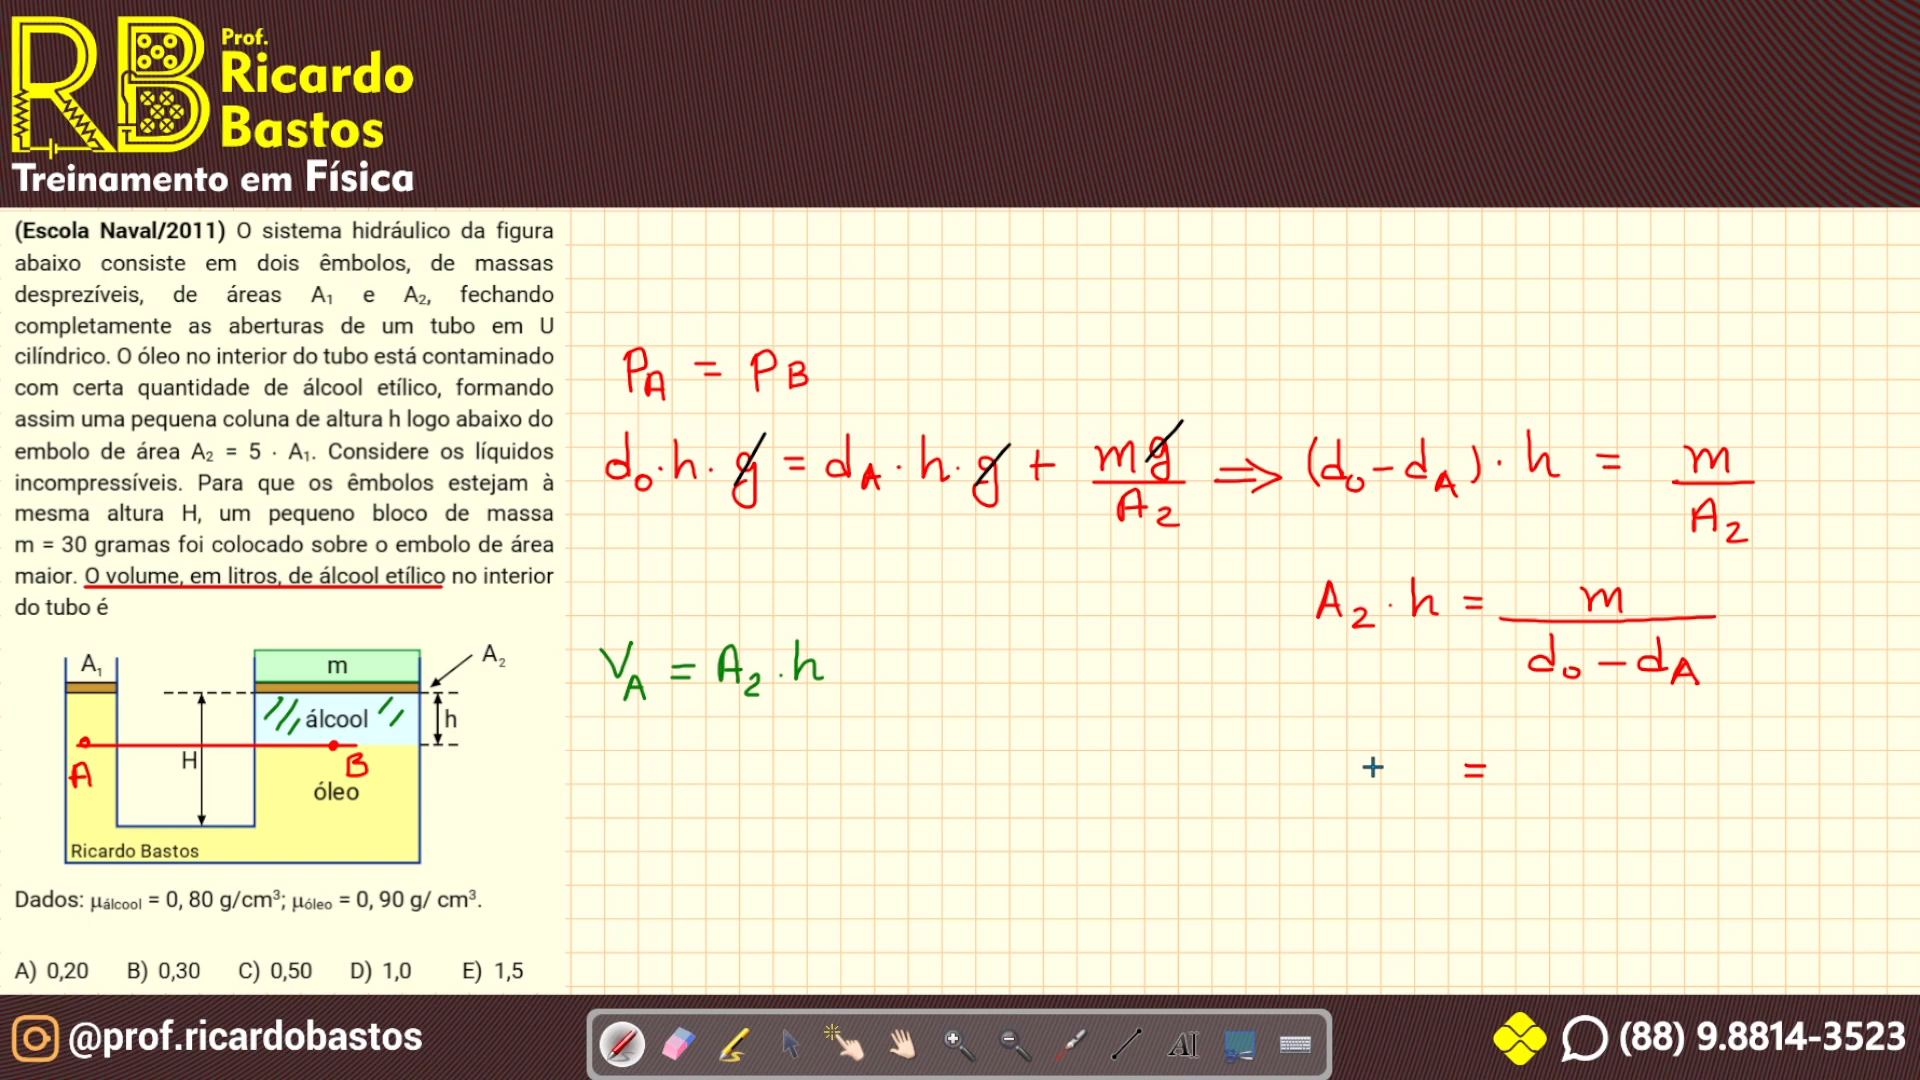 RB
Prof.
Ricardo
Bastos
Treinamento em Física
(Escola Naval/2011) O sistema hidráulico da figura
abaixo consiste em dois êmbolos, de massas
desprezíveis, de áreas A₁ e A₂, fechando
completamente as aberturas de um tubo em U
cilíndrico. O óleo no interior do tubo está contaminado
com certa quantidade de álcool etílico, formando
assim uma pequena coluna de altura h logo abaixo do
embolo de área A₂ = 5 · A₁. Considere os líquidos
incompressíveis. Para que os êmbolos estejam à
mesma altura H, um pequeno bloco de massa
m = 30 gramas foi colocado sobre o embolo de área
maior. O volume, em litros, de álcool etílico no interior
do tubo é
A₁
m
A₂
álcool
h
H
A
B
óleo
Ricardo Bastos
Dados: μálcool = 0, 80 g/cm³; μóleo = 0, 90 g/ cm³.
A) 0,20 B) 0,30 C) 0,50 D) 1,0 E) 1,5
PA = PB
do·h·g = dA·h·g + mg/A₂ ⇒ (do-dA)·h = m/A₂
A₂·h = m/(do-dA)
VA = A₂·h
=
@prof.ricardobastos
AI
(88) 9.8814-3523